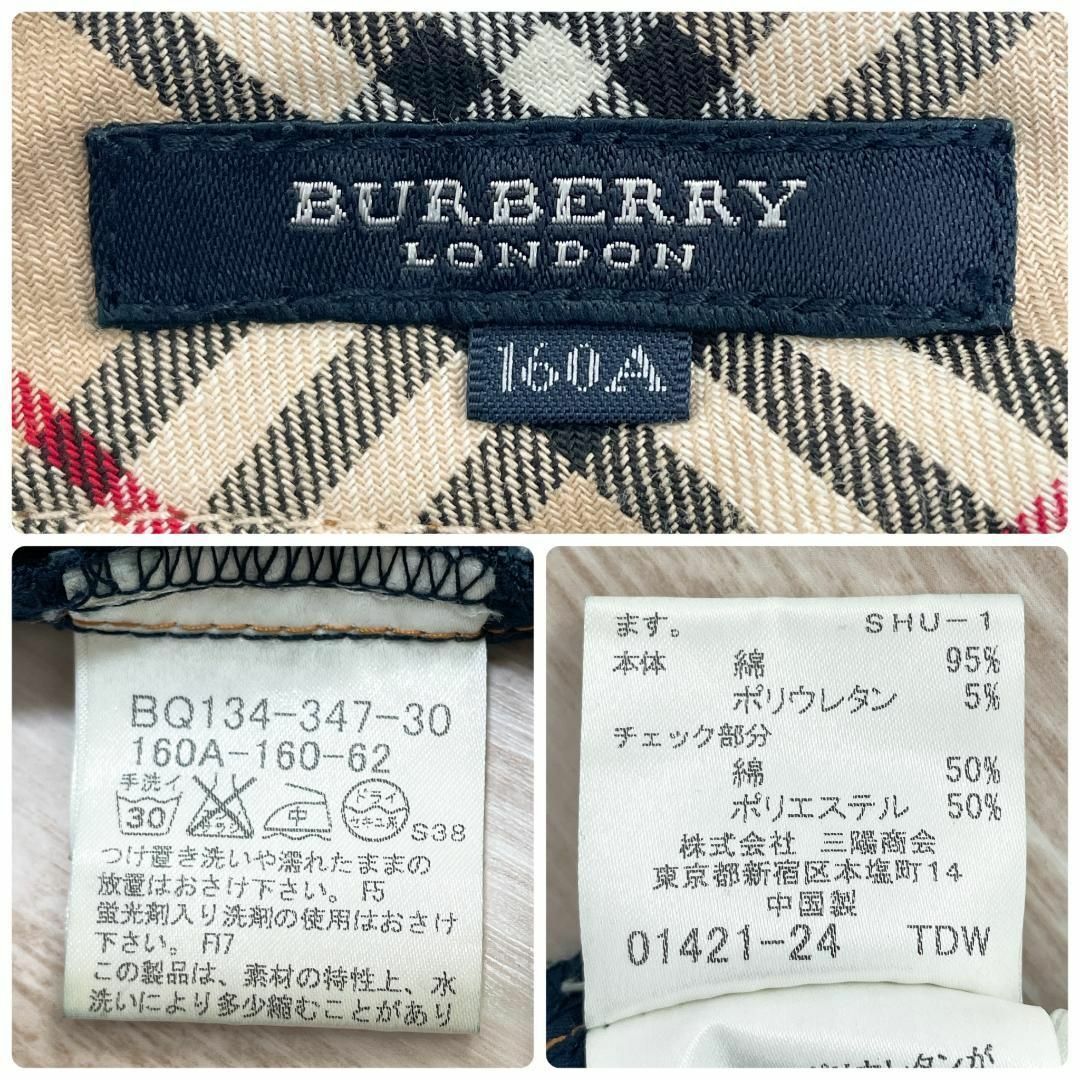 BURBERRY
LONDON
160A
BQ134-347-30
160A-160-62
手洗イ
30
中
ドライ
S38
つけ置き洗いや濡れたままの
放置はおさけ下さい。 F5
蛍光剤入り洗剤の使用はおさけ
下さい。 F17
この製品は、素材の特性上、水
洗いにより多少縮むことがあり
ます。 SHU-1
本体 綿 95%
ポリウレタン 5%
チェック部分
綿 50%
ポリエステル 50%
株式会社 三陽商会
東京都新宿区本塩町14
中国製
01421-24 TDW